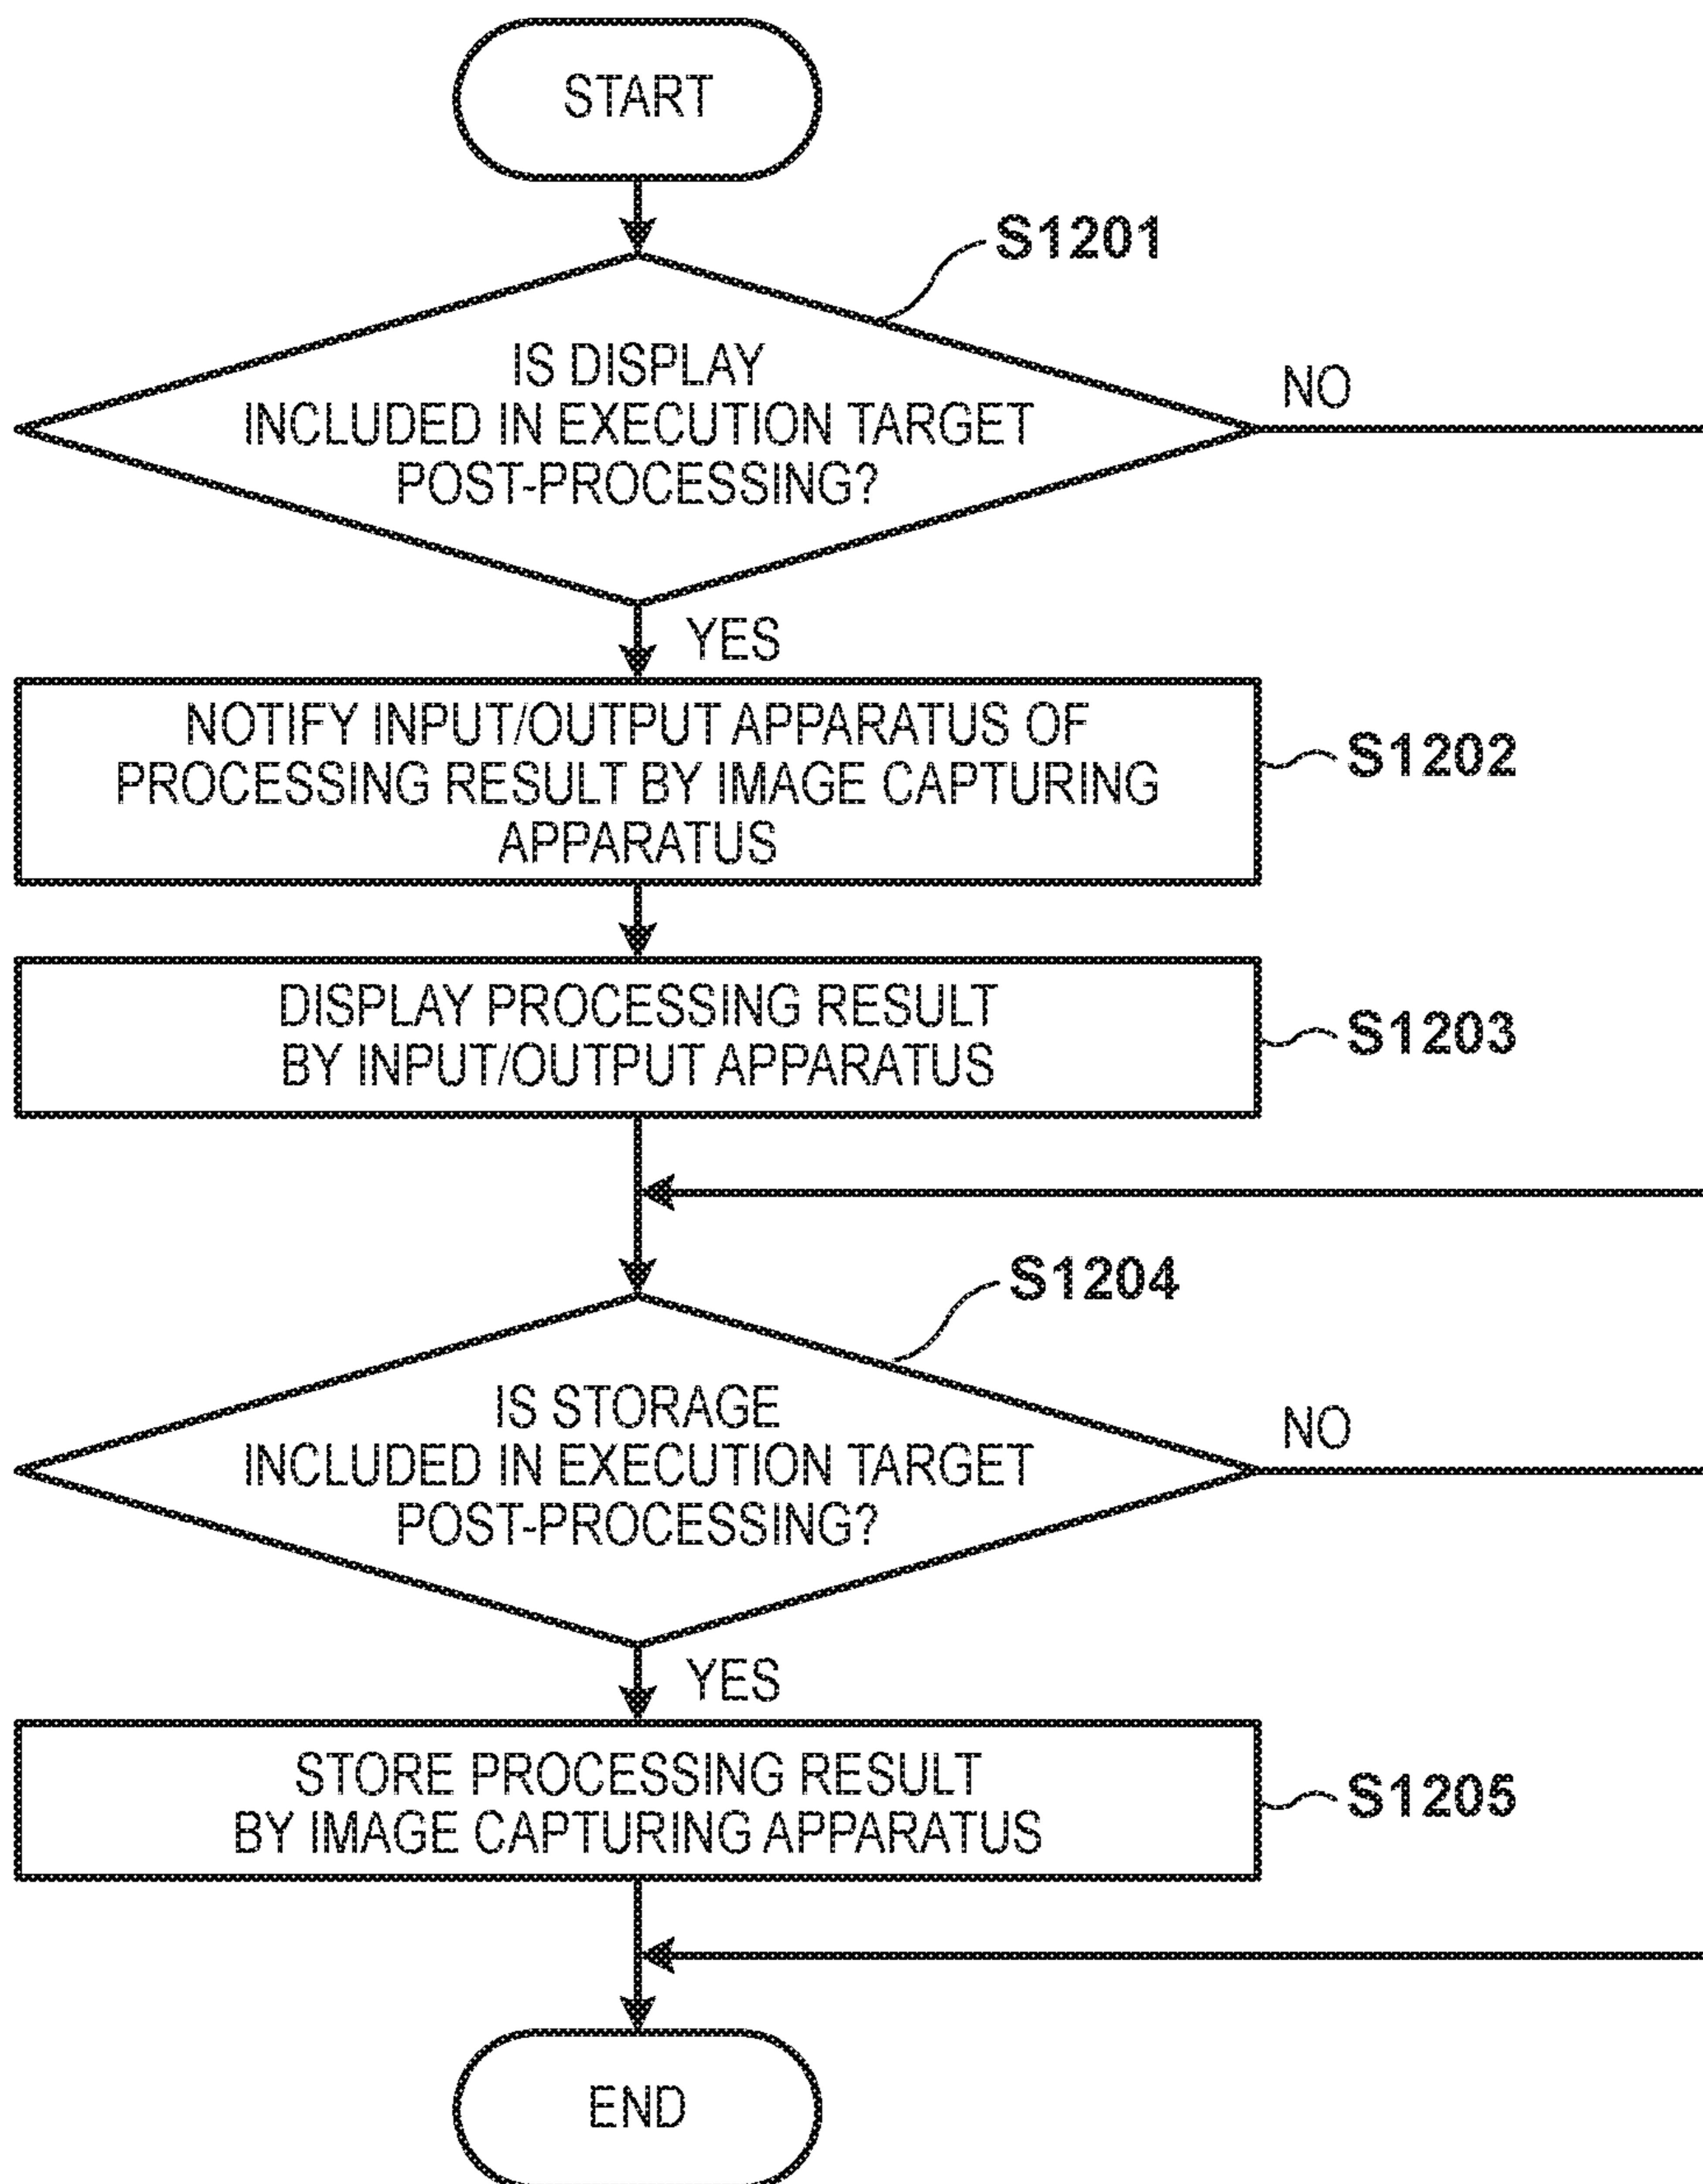 START
S1201
IS DISPLAY
INCLUDED IN EXECUTION TARGET
POST-PROCESSING?
NO
YES
NOTIFY INPUT/OUTPUT APPARATUS OF
PROCESSING RESULT BY IMAGE CAPTURING
APPARATUS
S1202
DISPLAY PROCESSING RESULT
BY INPUT/OUTPUT APPARATUS
S1203
S1204
IS STORAGE
INCLUDED IN EXECUTION TARGET
POST-PROCESSING?
NO
YES
STORE PROCESSING RESULT
BY IMAGE CAPTURING APPARATUS
S1205
END